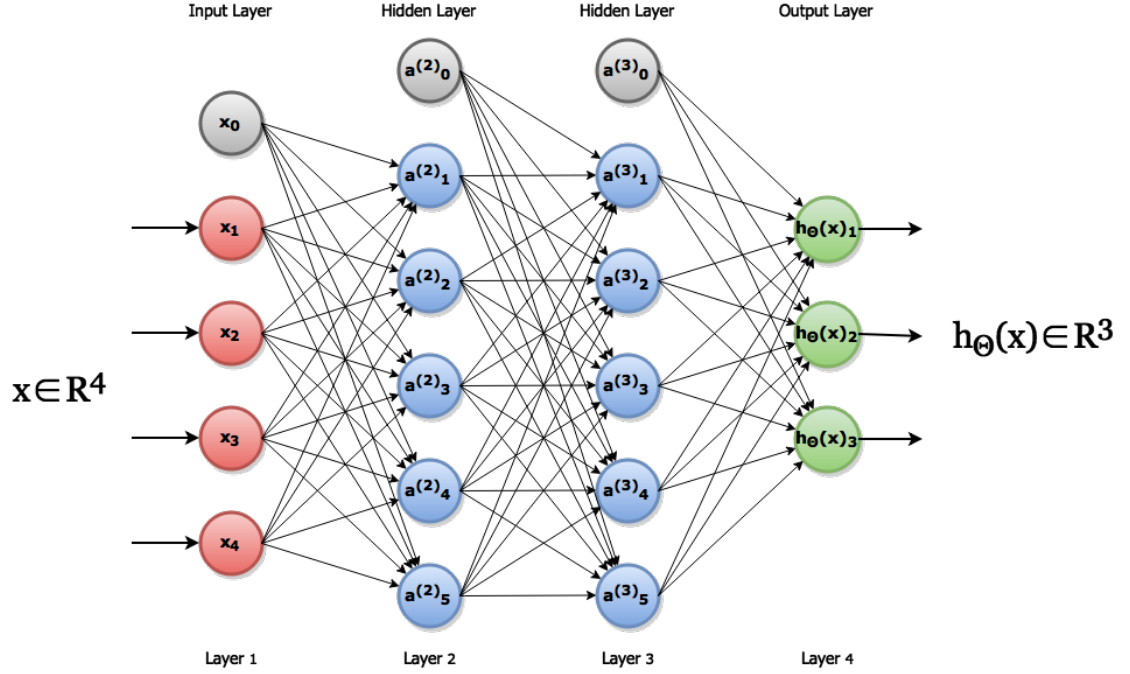 Input Layer
Hidden Layer
Hidden Layer
Output Layer
a⁽²⁾₀
a⁽³⁾₀
x₀
a⁽²⁾₁
a⁽³⁾₁
x₁
hΘ(x)₁
a⁽²⁾₂
a⁽³⁾₂
x₂
hΘ(x)₂
hΘ(x)∈R³
x∈R⁴
a⁽²⁾₃
a⁽³⁾₃
x₃
hΘ(x)₃
a⁽²⁾₄
a⁽³⁾₄
x₄
a⁽²⁾₅
a⁽³⁾₅
Layer 1
Layer 2
Layer 3
Layer 4